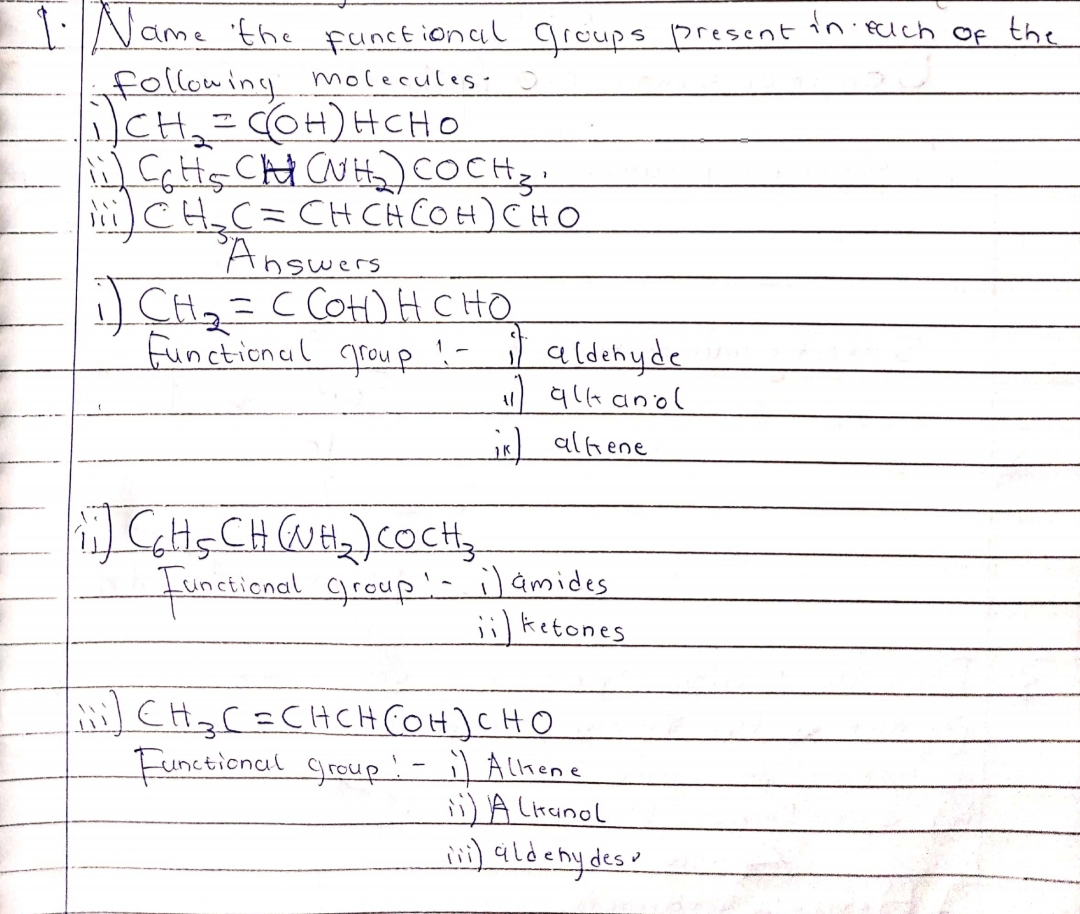 1. Name the functional groups present in each of the
following molecules.
i) CH₂=C(OH)HCHO
ii) C₆H₅CH(NH₂)COCH₃.
iii) CH₃C=CHCH(OH)CHO
Answers
i) CH₂=C(OH)HCHO
Functional group :- i) aldehyde
ii) alkanol
iii) alkene
ii) C₆H₅CH(NH₂)COCH₃
Functional group :- i) amides
ii) ketones
iii) CH₃C=CHCH(OH)CHO
Functional group :- i) Alkene
ii) Alkanol
iii) aldehydes.